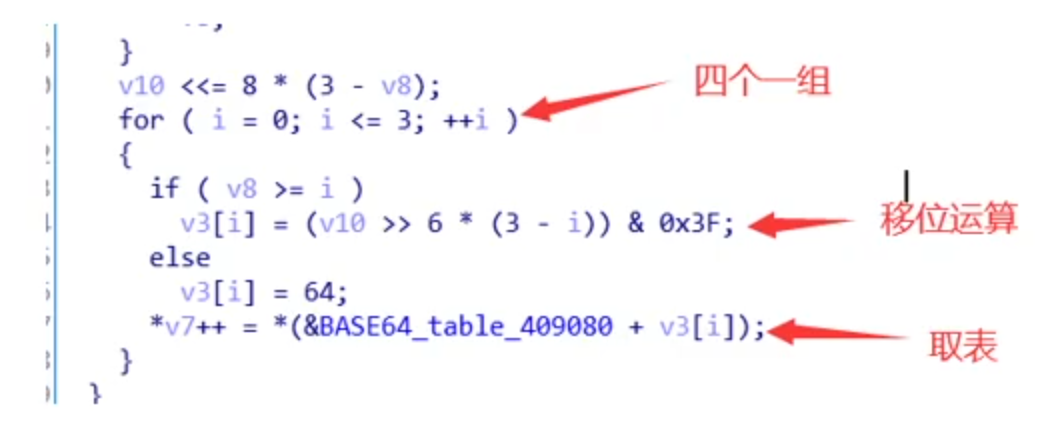 }
v10 <<= 8 * (3 - v8);
四个一组
for ( i = 0; i <= 3; ++i )
{
if ( v8 >= i )
v3[i] = (v10 >> 6 * (3 - i)) & 0x3F;
移位运算
else
v3[i] = 64;
*v7++ = *(&BASE64_table_409080 + v3[i]);
取表
}
}